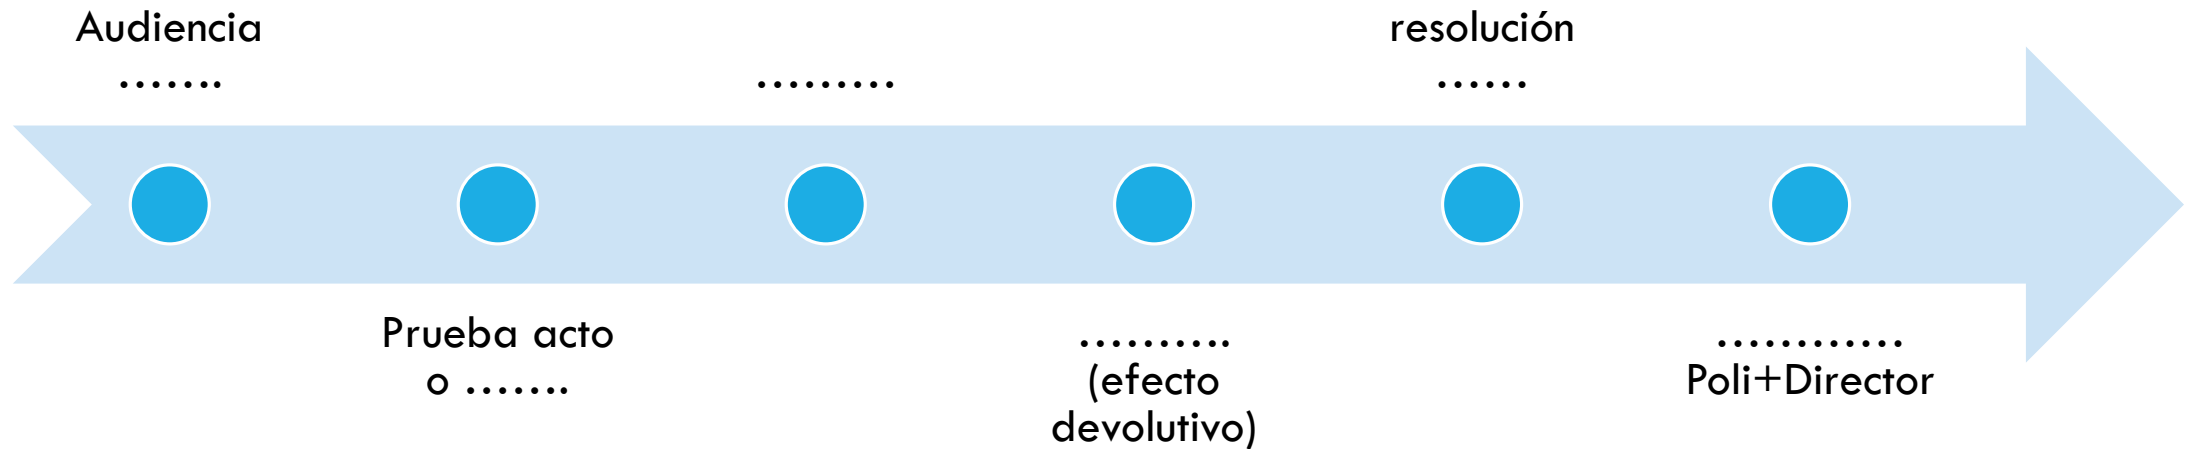 Audiencia
…….
Prueba acto
o …….
………
……….
(efecto
devolutivo)
resolución
……
…………
Poli+Director